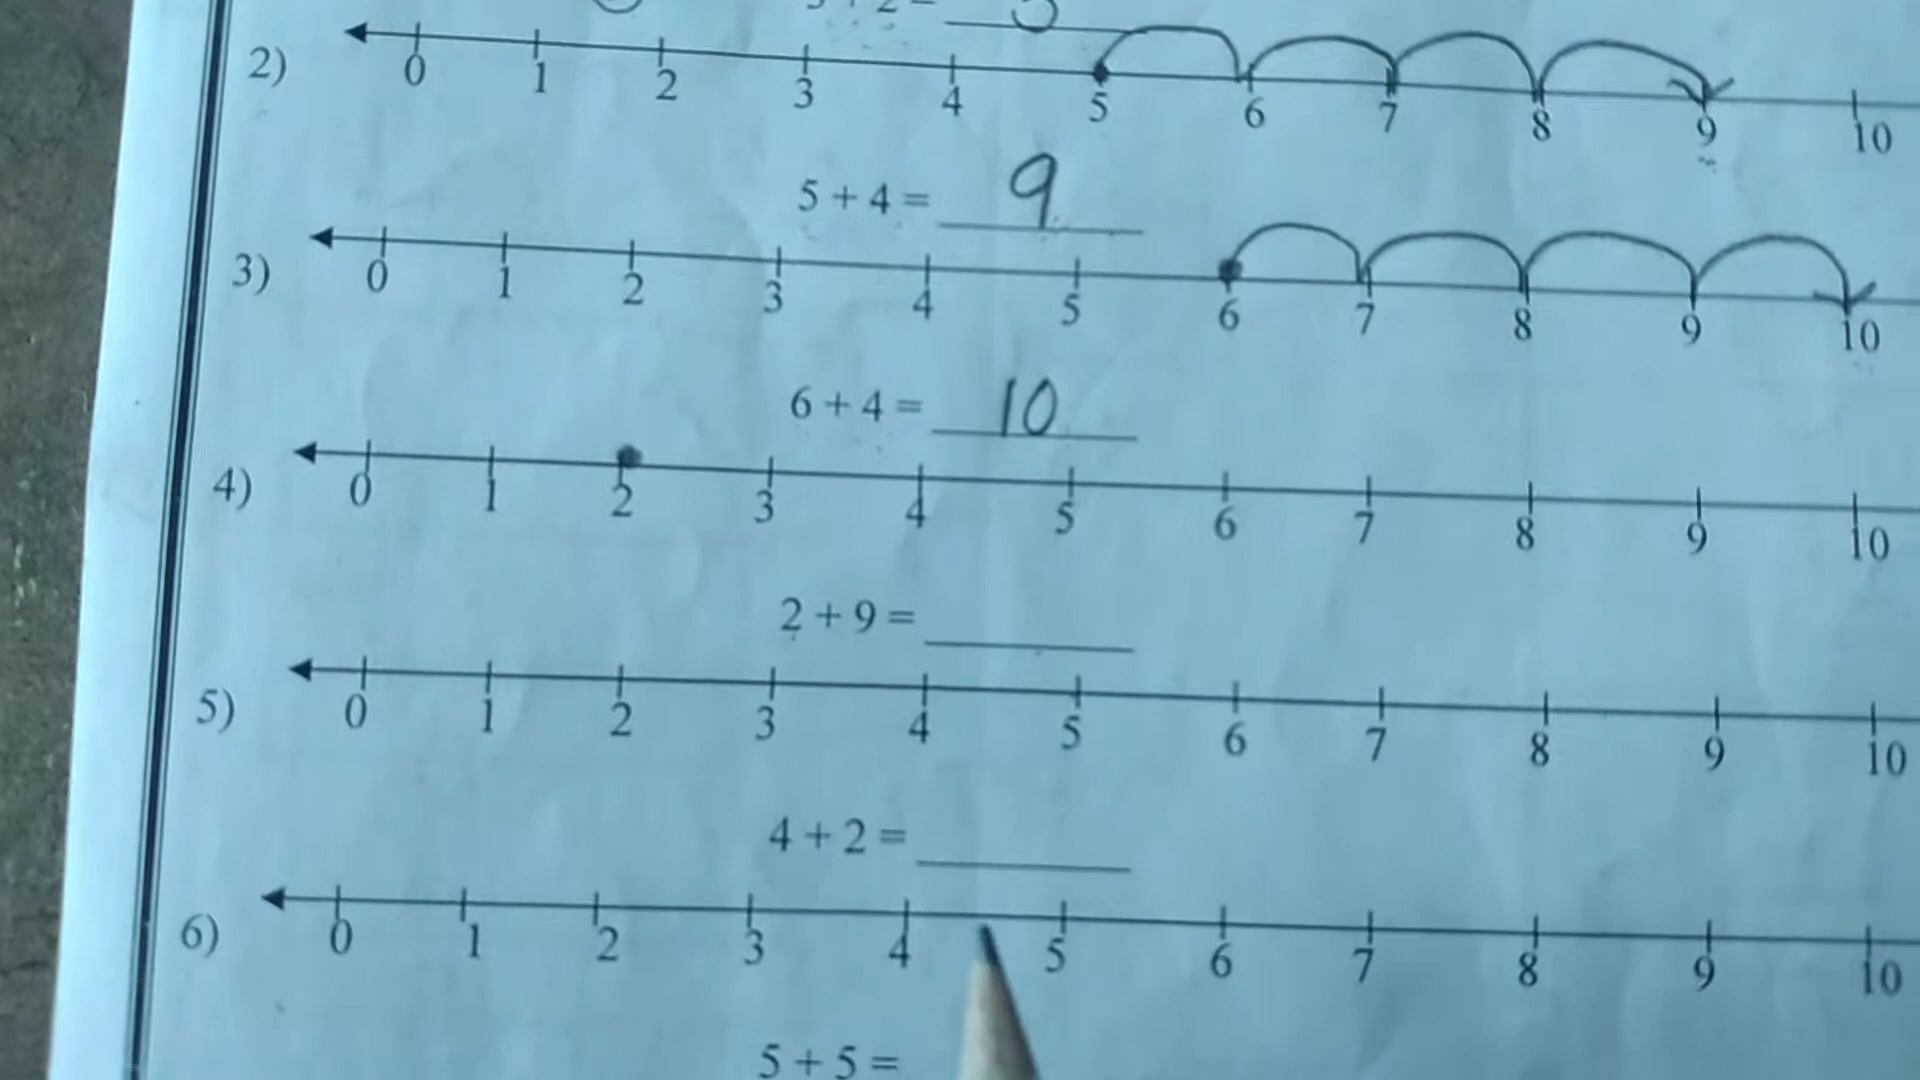 2) 0 1 2 3 4 5 6 7 8 9 10
5 + 4 = 9
3) 0 1 2 3 4 5 6 7 8 9 10
6 + 4 = 10
4) 0 1 2 3 4 5 6 7 8 9 10
2 + 9 =
5) 0 1 2 3 4 5 6 7 8 9 10
4 + 2 =
6) 0 1 2 3 4 5 6 7 8 9 10
5 + 5 =